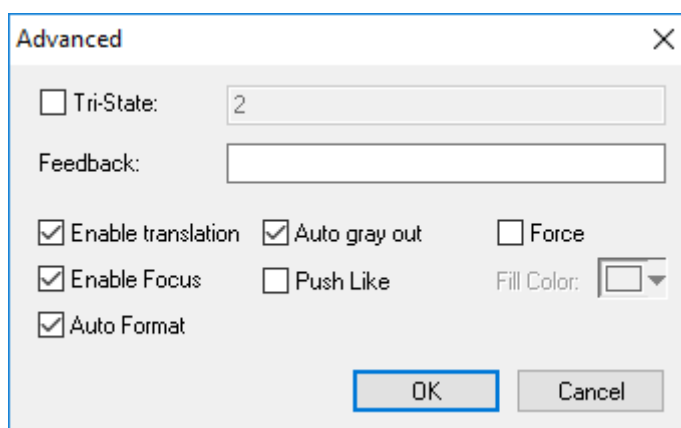 Advanced
Tri-State: 2
Feedback:
Enable translation Auto gray out Force
Enable Focus Push Like Fill Color:
Auto Format
OK Cancel